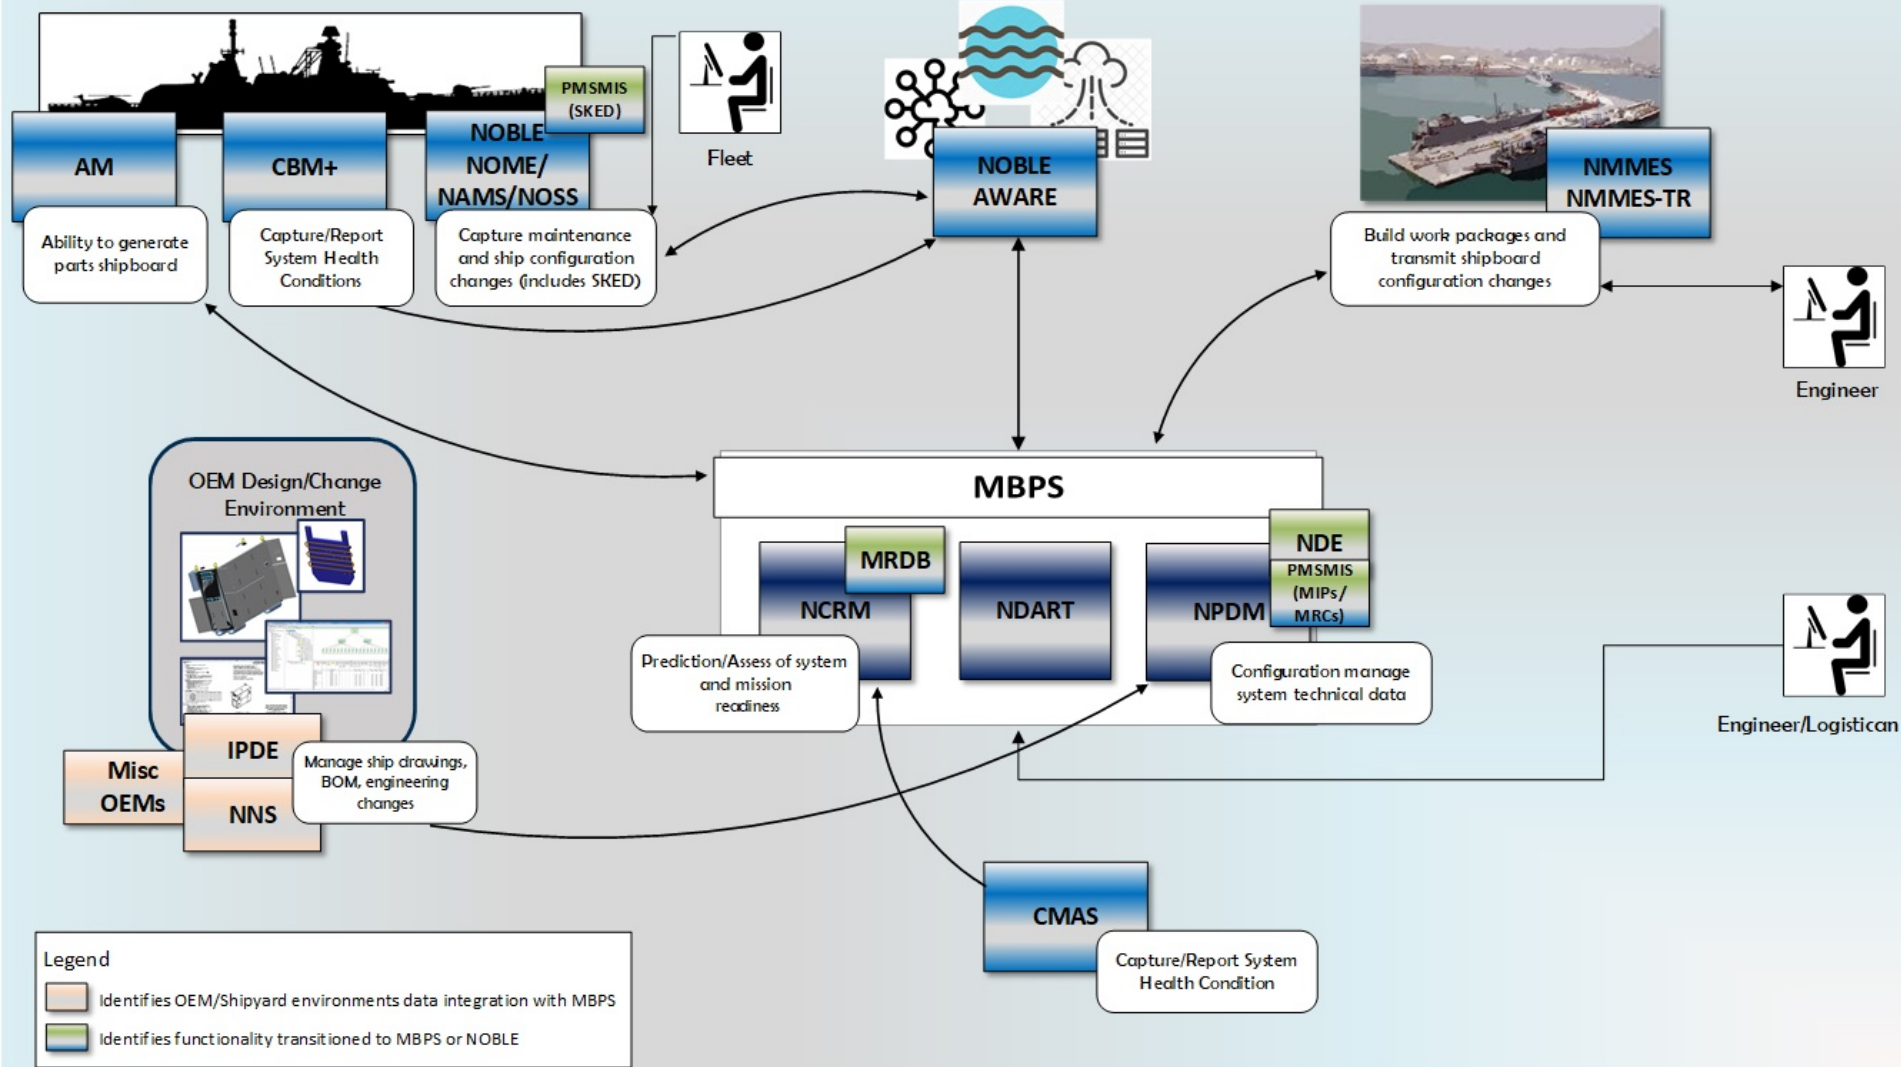 PMSMIS
(SKED)
AM
CBM+
NOBLE
NOME/
NAMS/NOSS
Fleet
NOBLE
AWARE
NMMES
NMMES-TR
Ability to generate
parts shipboard
Capture/Report
System Health
Conditions
Capture maintenance
and ship configuration
changes (includes SKED)
Build work packages and
transmit shipboard
configuration changes
Engineer
OEM Design/Change
Environment
MBPS
MRDB
NCRM
NDART
NPDM
NDE
PMSMIS
(MIPs/
MRCs)
Prediction/Assess of system
and mission
readiness
Configuration manage
system technical data
Engineer/Logistican
IPDE
Misc
OEMs
NNS
Manage ship drawings,
BOM, engineering
changes
CMAS
Capture/Report System
Health Condition
Legend
Identifies OEM/Shipyard environments data integration with MBPS
Identifies functionality transitioned to MBPS or NOBLE